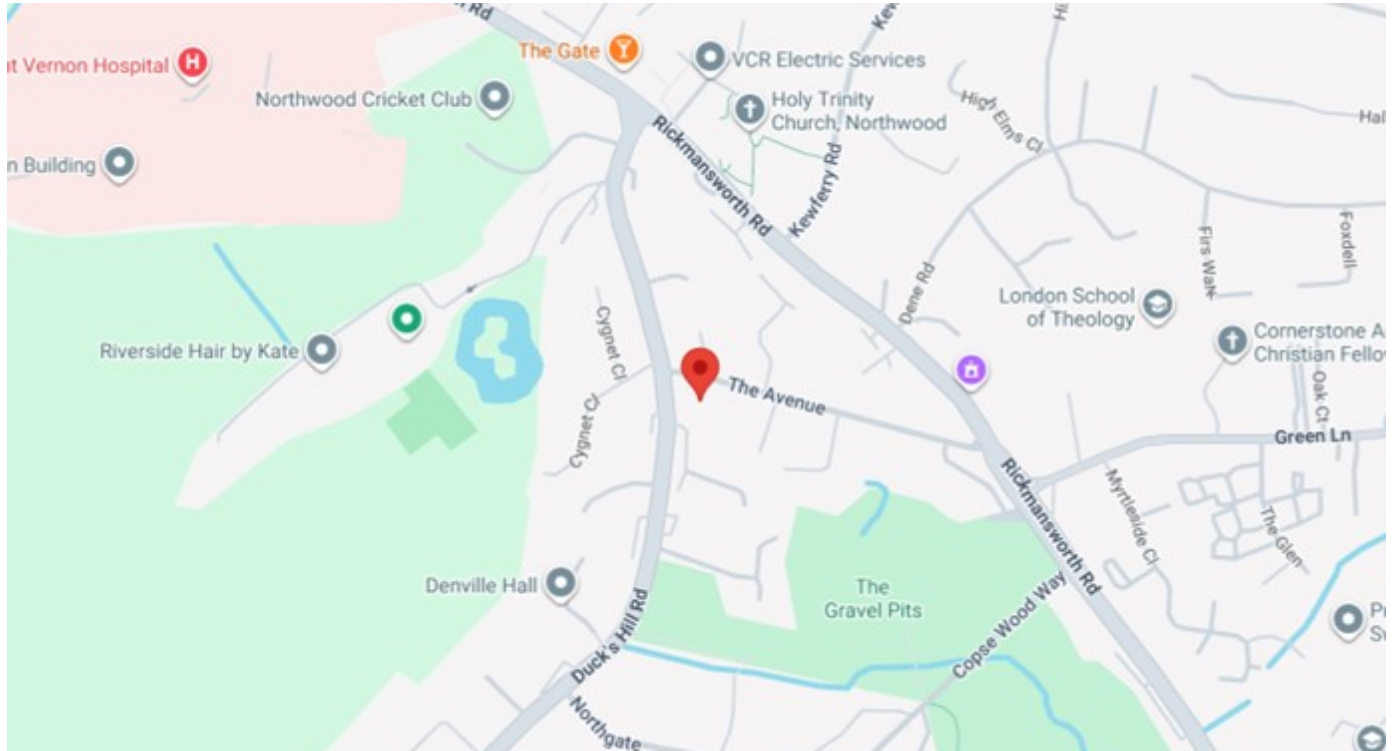 n Rd
The Gate
VCR Electric Services
nt Vernon Hospital
H
Northwood Cricket Club
Holy Trinity
Church, Northwood
High Elms Cl
Hal
n Building
Rickmansworth Rd
Kewferry Rd
Kew
Hi
Foxdell
Firs Walk
Dene Rd
London School
of Theology
Cornerstone A
Christian Fellow
Cygnet Cl
Riverside Hair by Kate
The Avenue
Oak Ct
Green Ln
Cygnet Cl
Rickmansworth Rd
Myrtleside Cl
The Glen
Denville Hall
The
Gravel Pits
Copse Wood Way
Duck's Hill Rd
Northgate